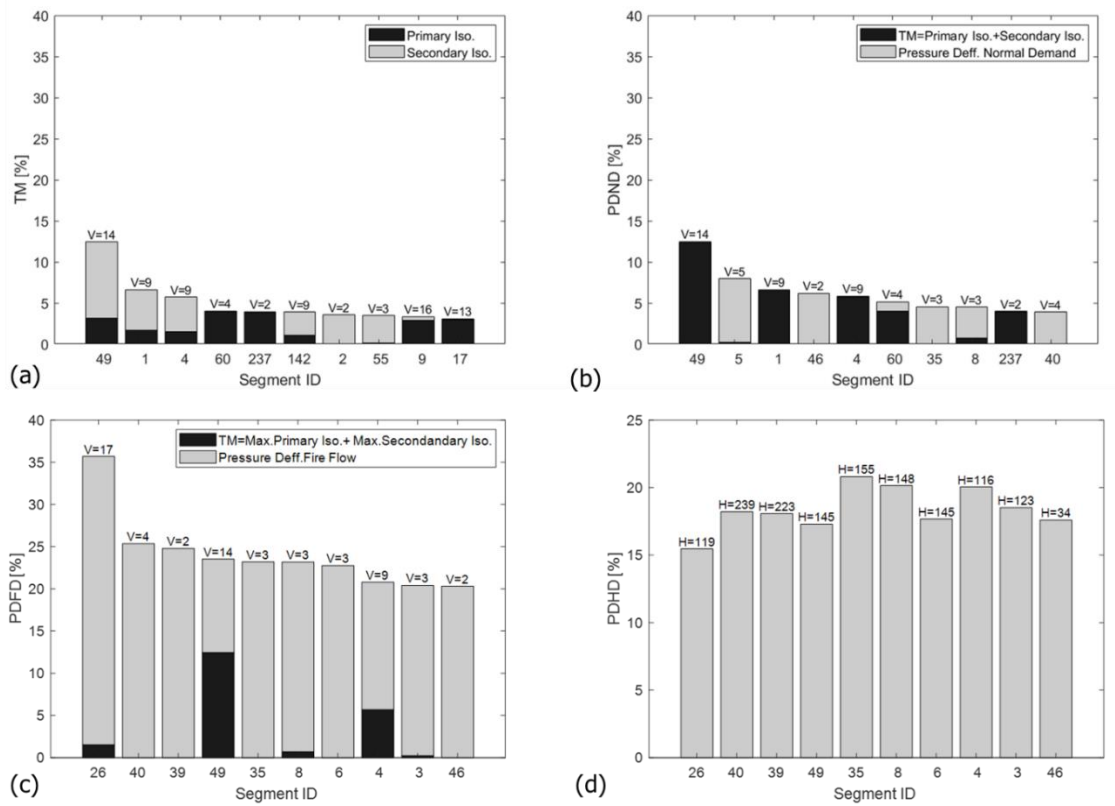 Primary Iso.
Secondary Iso.
TM [%]
40
35
30
25
20
15
10
5
0
V=14
V=9
V=9
V=4
V=2
V=9
V=2
V=3
V=16
V=13
49 1 4 60 237 142 2 55 9 17
Segment ID
(a)
TM=Primary Iso.+Secondary Iso.
Pressure Deff. Normal Demand
PDND [%]
40
35
30
25
20
15
10
5
0
V=14
V=5
V=9
V=2
V=9
V=4
V=3
V=3
V=2
V=4
49 5 1 46 4 60 35 8 237 40
Segment ID
(b)
TM=Max.Primary Iso.+ Max.Secondandary Iso.
Pressure Deff.Fire Flow
PDFD [%]
40
35
30
25
20
15
10
5
0
V=17
V=4
V=2
V=14
V=3
V=3
V=3
V=9
V=3
V=2
26 40 39 49 35 8 6 4 3 46
Segment ID
(c)
PDHD [%]
25
20
15
10
5
0
H=119
H=239
H=223
H=145
H=155
H=148
H=145
H=116
H=123
H=34
26 40 39 49 35 8 6 4 3 46
Segment ID
(d)